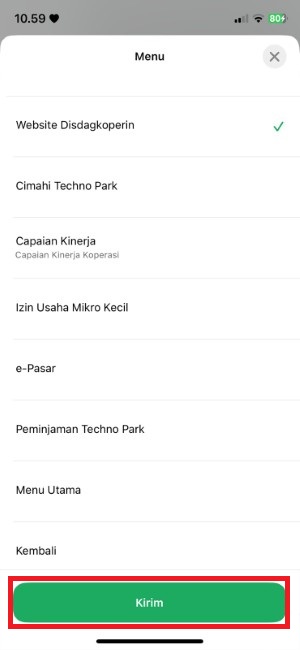 10.59
80
Menu
Website Disdagkoperin
Cimahi Techno Park
Capaian Kinerja
Capaian Kinerja Koperasi
Izin Usaha Mikro Kecil
e-Pasar
Peminjaman Techno Park
Menu Utama
Kembali
Kirim